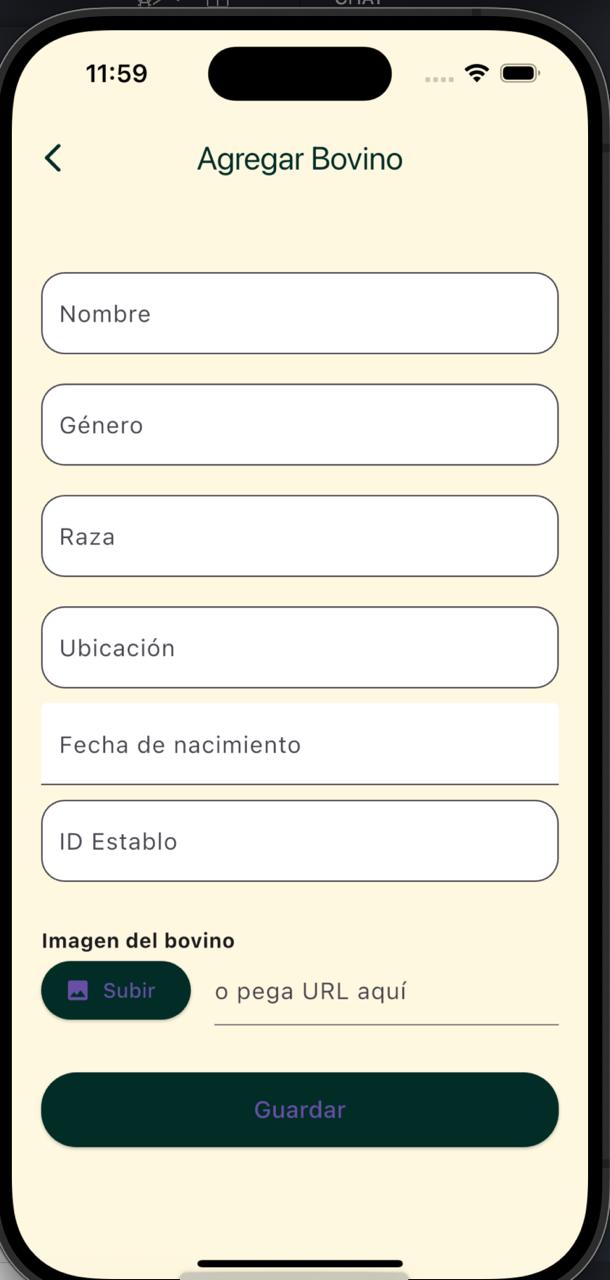 11:59
Agregar Bovino
Nombre
Género
Raza
Ubicación
Fecha de nacimiento
ID Establo
Imagen del bovino
Subir
o pega URL aquí
Guardar